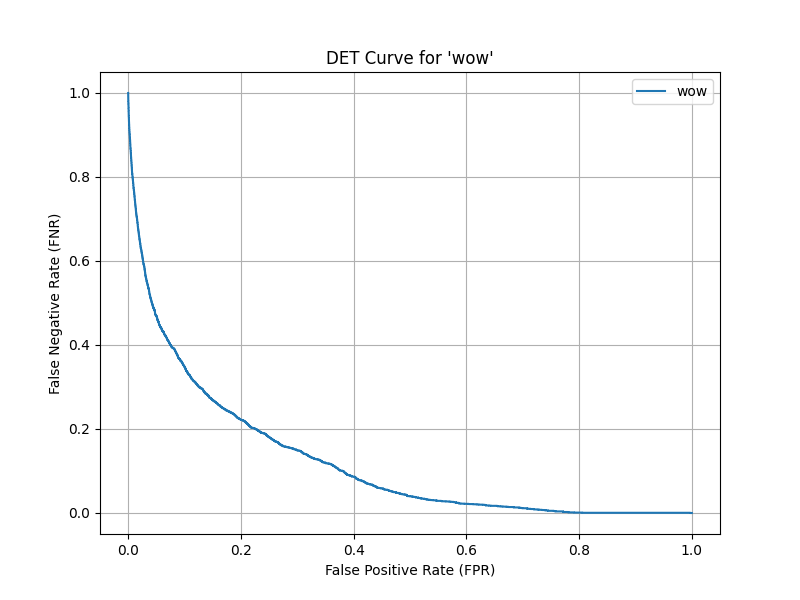 DET Curve for 'wow'
wow
1.0
0.8
0.6
0.4
0.2
0.0
False Negative Rate (FNR)
0.0 0.2 0.4 0.6 0.8 1.0
False Positive Rate (FPR)